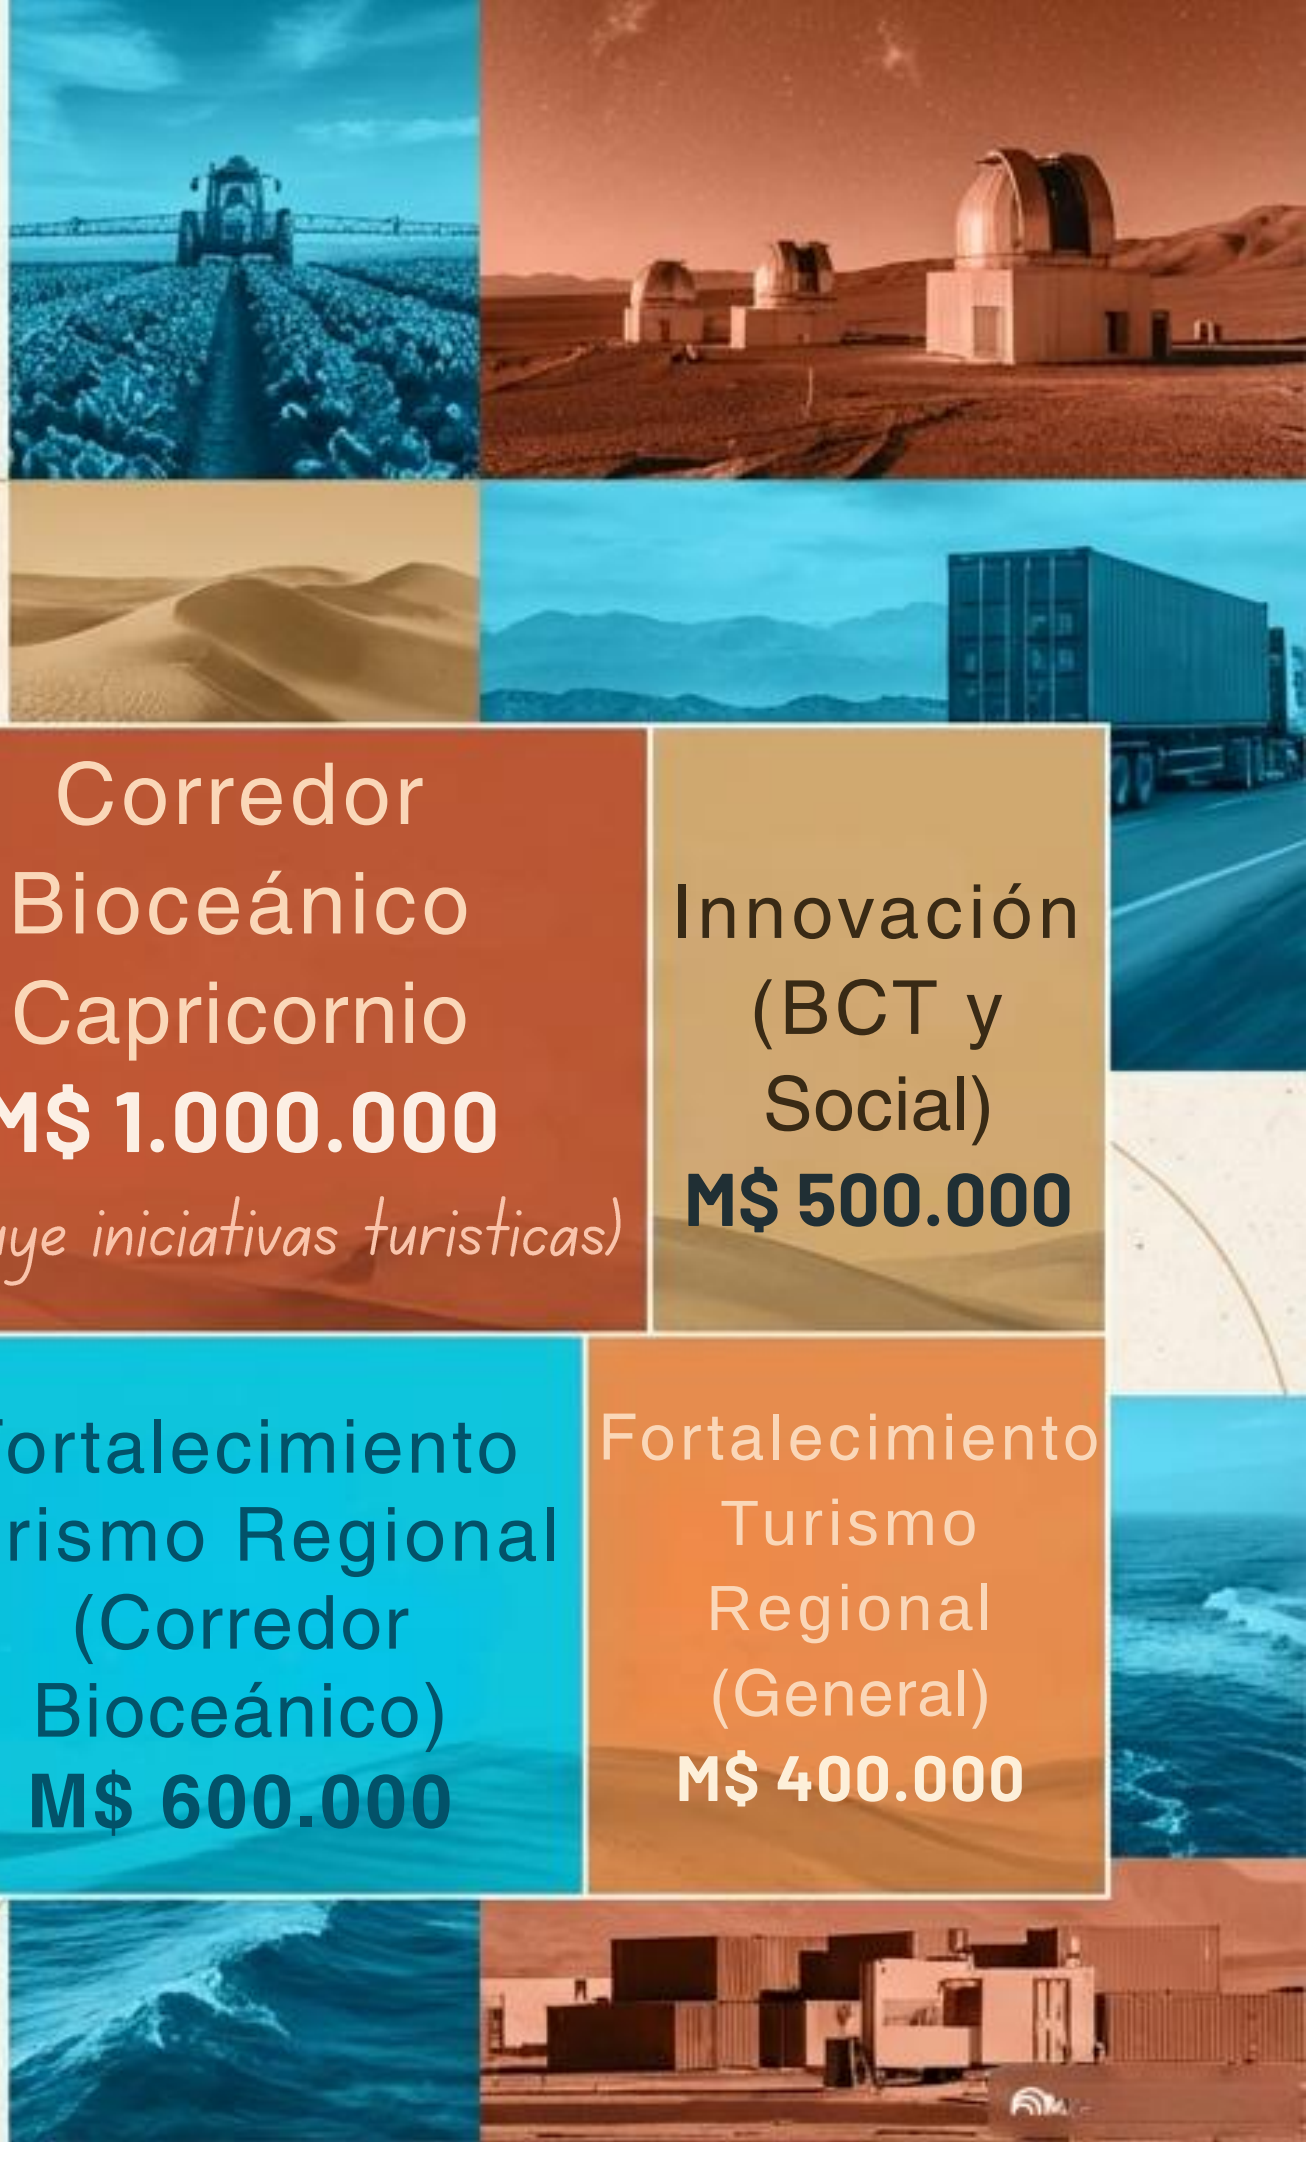 Corredor
Bioceánico
Capricornio
M$ 1.000.000
iniciativas turisticas)
Innovación
(BCT y
Social)
M$ 500.000
ortalecimiento
rismo Regional
(Corredor
Bioceánico)
M$ 600.000
Fortalecimiento
Turismo
Regional
(General)
M$ 400.000